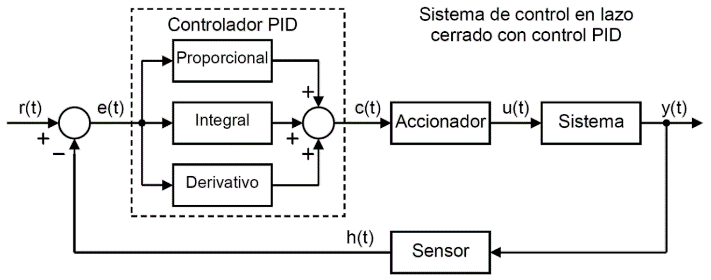 Controlador PID
Sistema de control en lazo
cerrado con control PID
Proporcional
r(t)
e(t)
+
−
Integral
+
+
+
c(t)
Accionador
u(t)
Sistema
y(t)
Derivativo
h(t)
Sensor